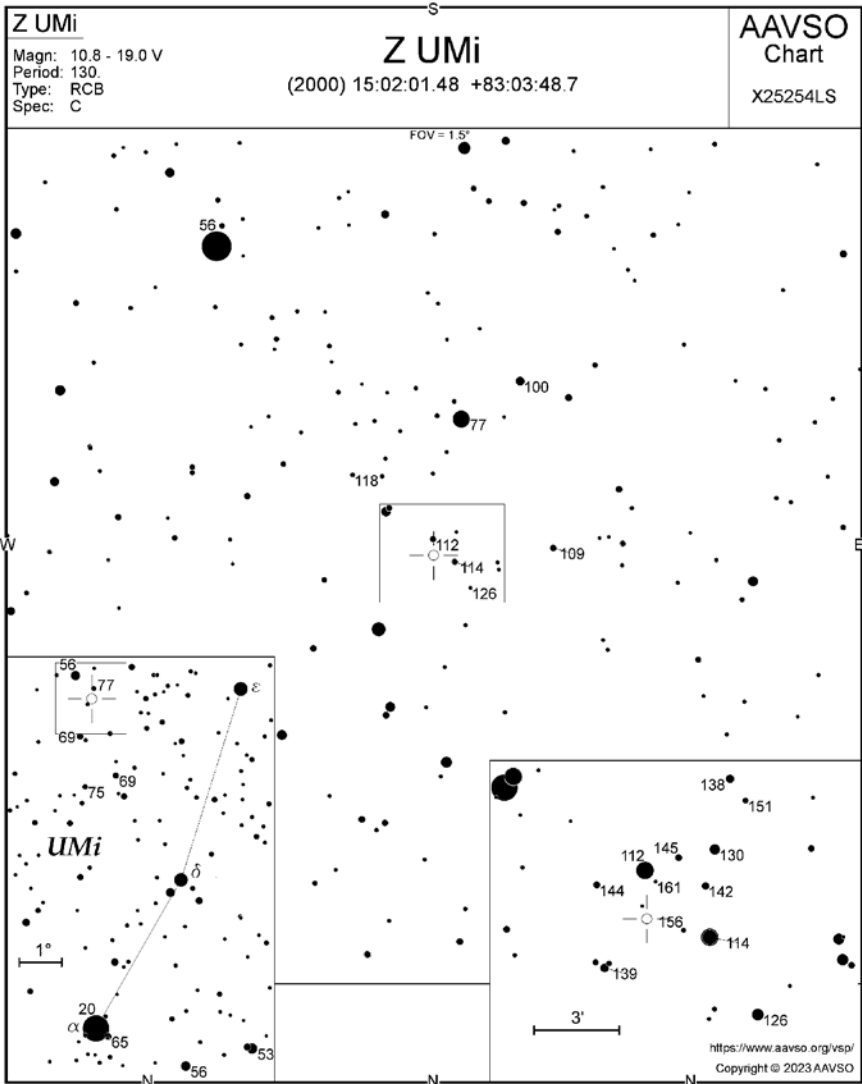 S
Z UMi
Magn: 10.8 - 19.0 V
Period: 130.
Type: RCB
Spec: C
Z UMi
(2000) 15:02:01.48 +83:03:48.7
AAVSO
Chart
X25254LS
FOV = 1.5°
56
100
77
118
W
E
112
109
114
126
56
77
ε
69
69
75
UMi
δ
1°
20
α
65
53
56
138
151
145
130
112
144
161
142
156
114
139
3'
126
https://www.aavso.org/vsp/
Copyright © 2023 AAVSO
N
N
N